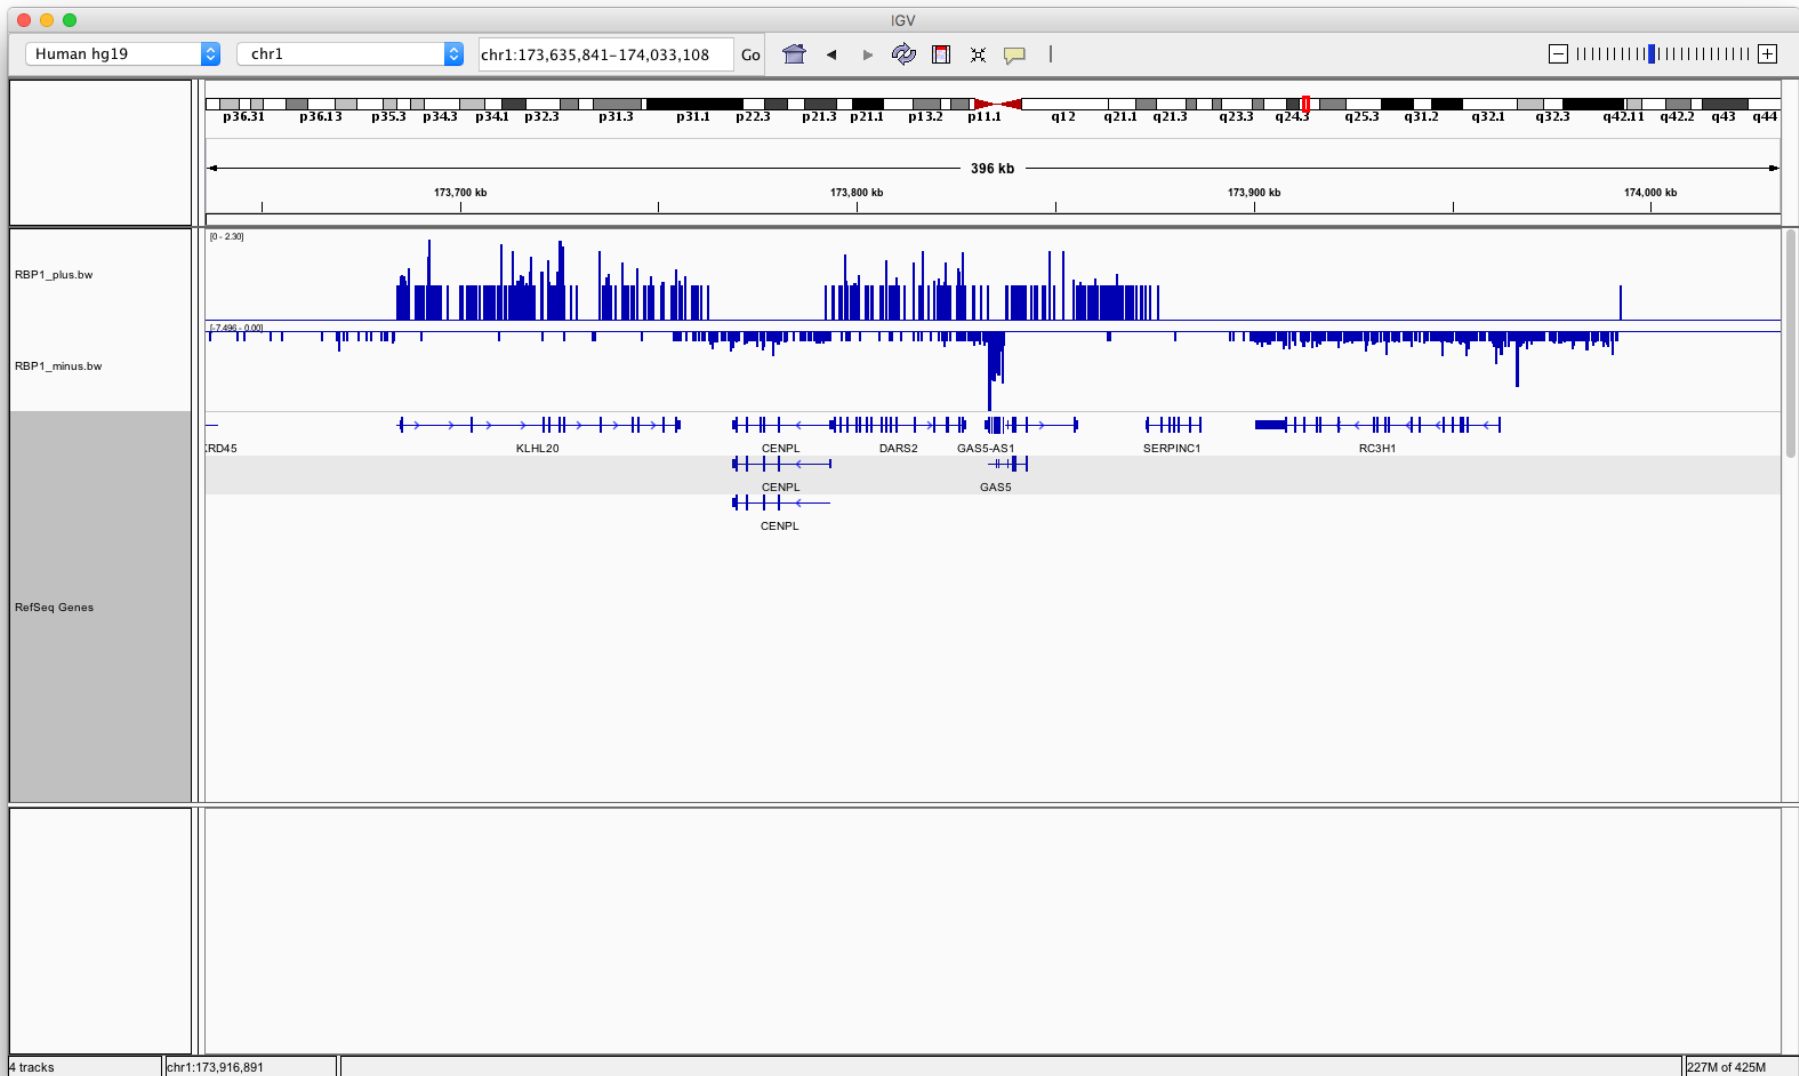 IGV
Human hg19 chr1 chr1:173,635,841-174,033,108 Go
p36.31 p36.13 p35.3 p34.3 p34.1 p32.3 p31.3 p31.1 p22.3 p21.3 p21.1 p13.2 p11.1 q12 q21.1 q21.3 q23.3 q24.3 q25.3 q31.2 q32.1 q32.3 q42.11 q42.2 q43 q44
396 kb
173,700 kb 173,800 kb 173,900 kb 174,000 kb
[0 - 2.30]
RBP1_plus.bw
[-7.496 - 0.00]
RBP1_minus.bw
KRD45 KLHL20 CENPL DARS2 GAS5-AS1 SERPINC1 RC3H1
CENPL GAS5
CENPL
RefSeq Genes
4 tracks chr1:173,916,891 227M of 425M